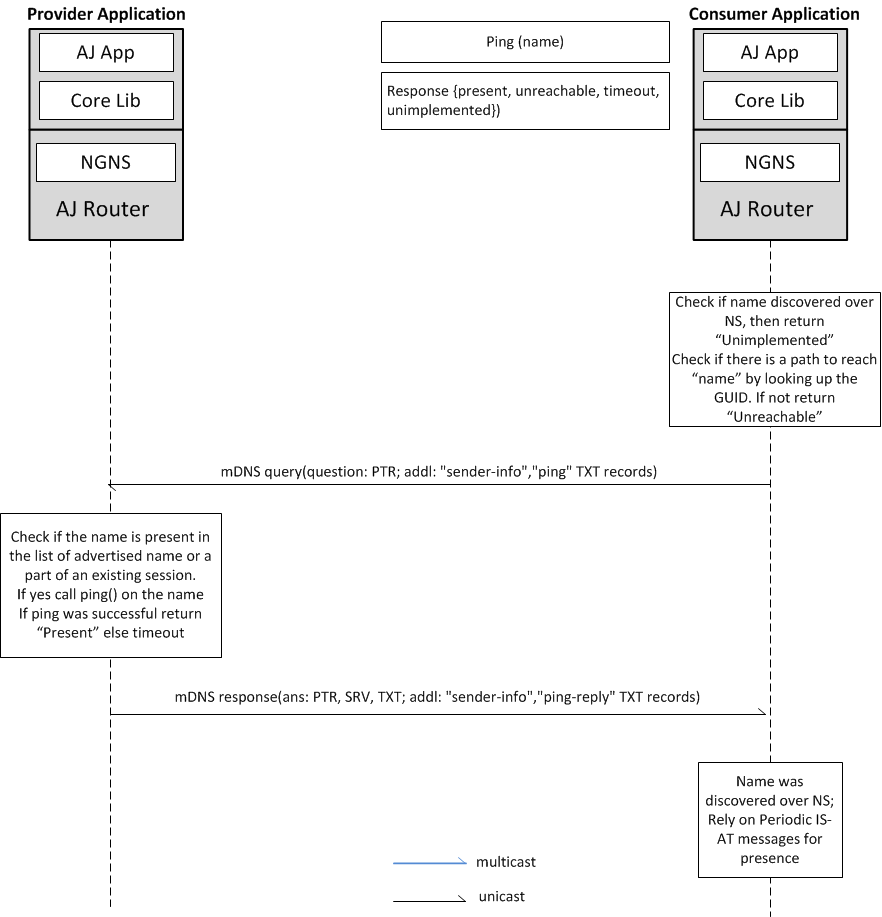 Provider Application
Consumer Application
AJ App
Core Lib
NGNS
AJ Router
Ping (name)
Response {present, unreachable, timeout,
unimplemented})
AJ App
Core Lib
NGNS
AJ Router
Check if name discovered over
NS, then return
“Unimplemented”
Check if there is a path to reach
“name” by looking up the
GUID. If not return
“Unreachable”
mDNS query(question: PTR; addl: "sender-info","ping" TXT records)
Check if the name is present in
the list of advertised name or a
part of an existing session.
If yes call ping() on the name
If ping was successful return
“Present” else timeout
mDNS response(ans: PTR, SRV, TXT; addl: "sender-info","ping-reply" TXT records)
Name was
discovered over NS;
Rely on Periodic IS-
AT messages for
presence
multicast
unicast